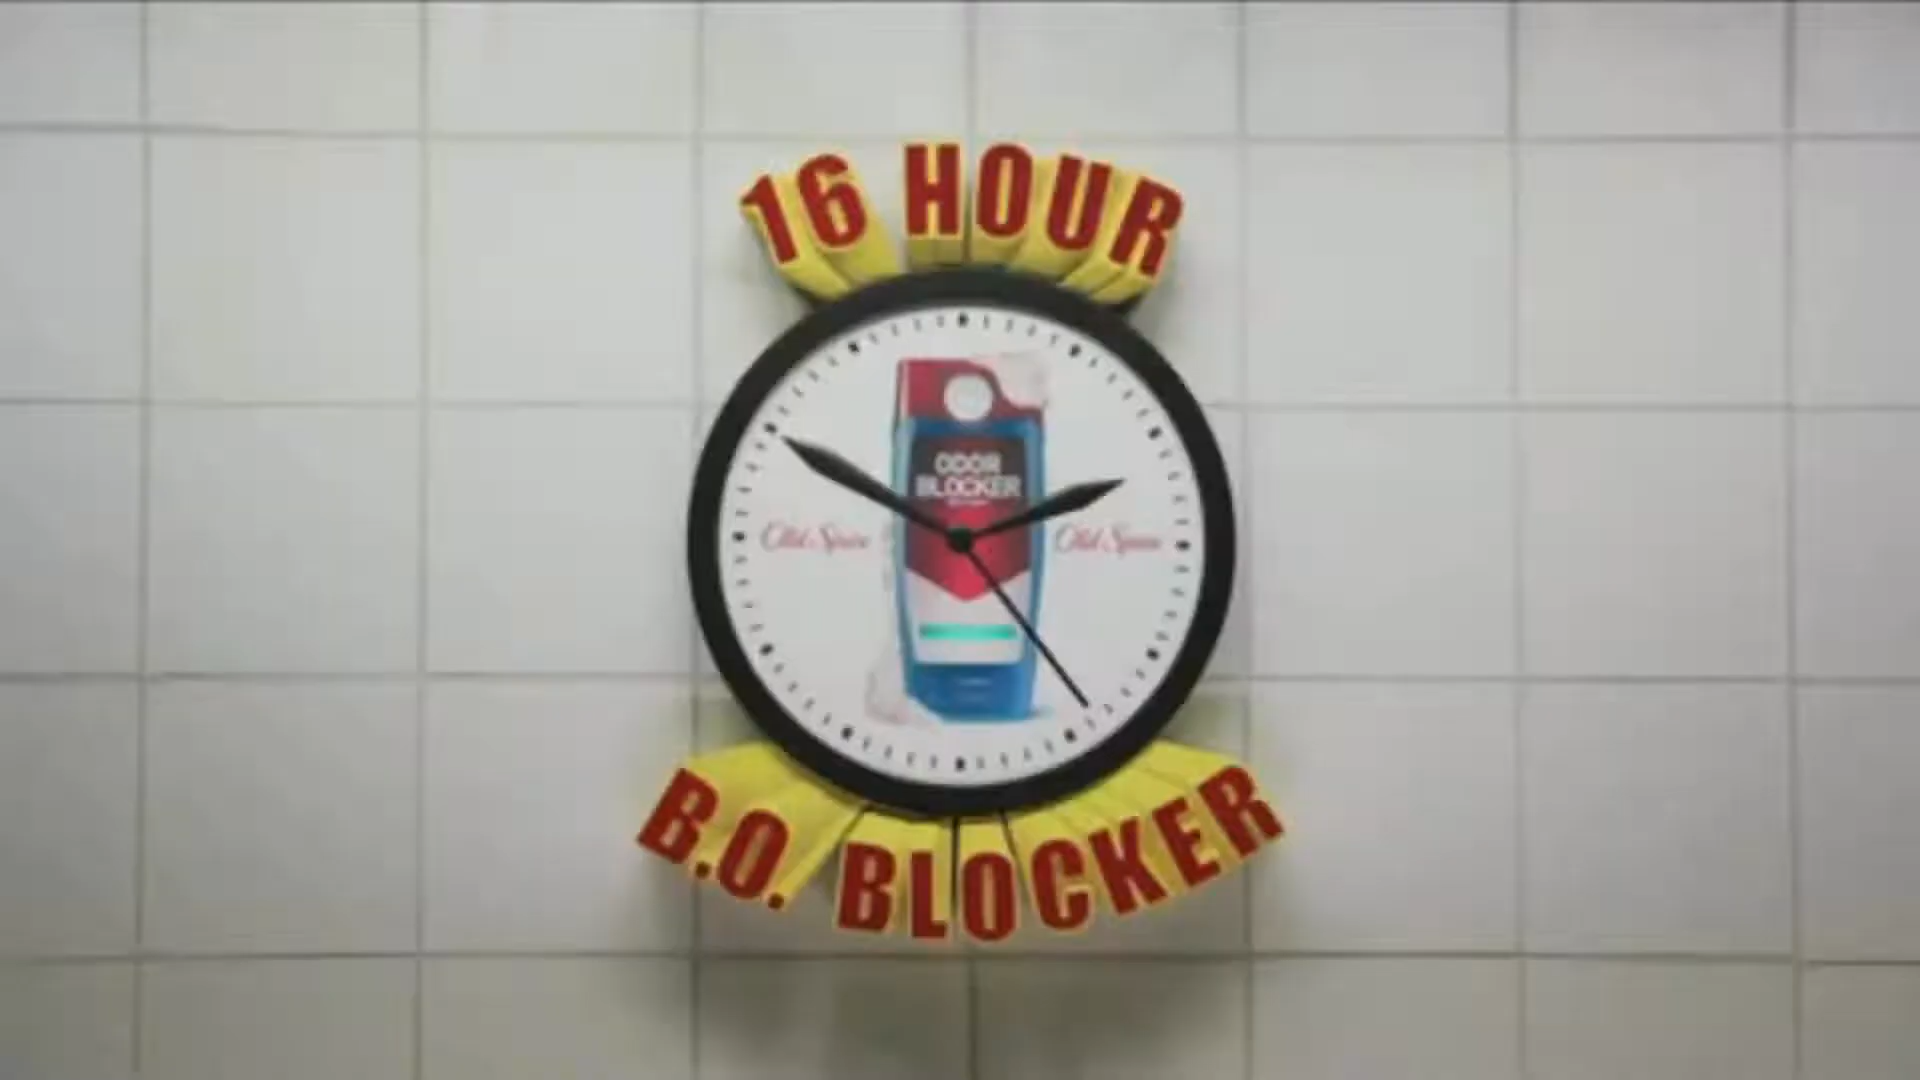 16 HOUR
ODOR
BLOCKER
Old Spice Old Spice
B.O. BLOCKER